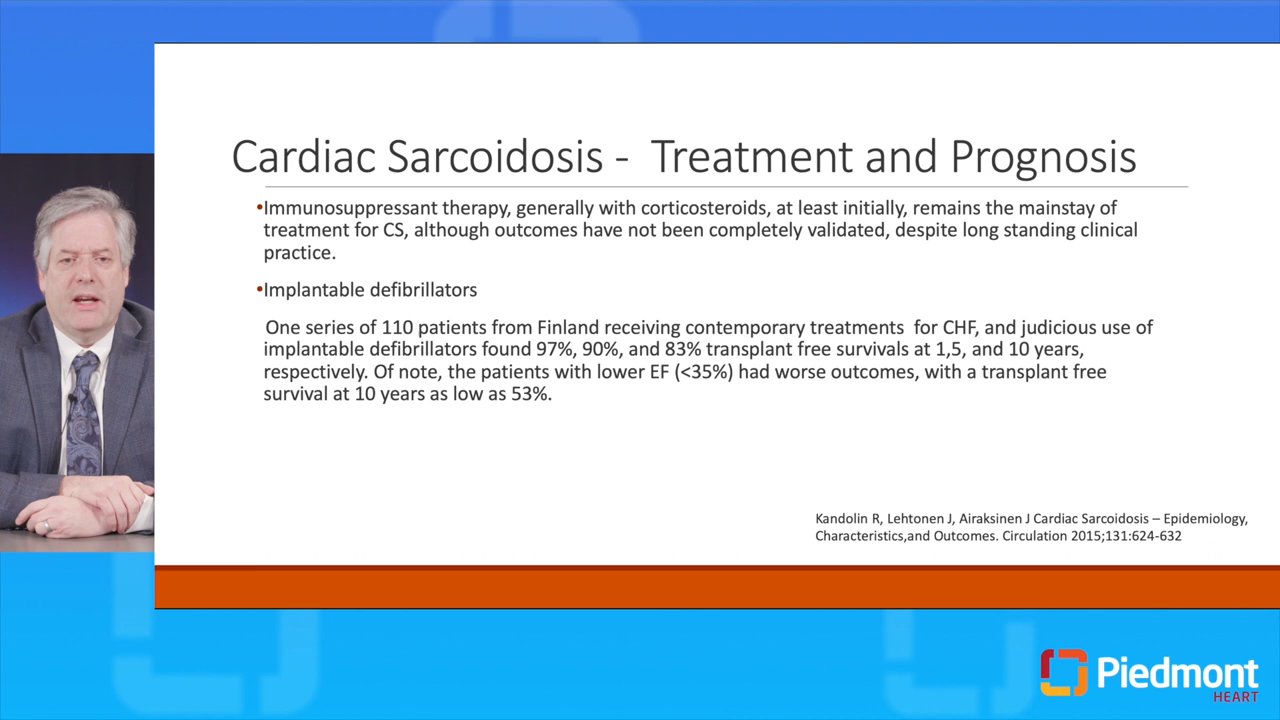 Cardiac Sarcoidosis -  Treatment and Prognosis
•Immunosuppressant therapy, generally with corticosteroids, at least initially, remains the mainstay of
treatment for CS, although outcomes have not been completely validated, despite long standing clinical
practice.
•Implantable defibrillators
One series of 110 patients from Finland receiving contemporary treatments  for CHF, and judicious use of
implantable defibrillators found 97%, 90%, and 83% transplant free survivals at 1,5, and 10 years,
respectively. Of note, the patients with lower EF (<35%) had worse outcomes, with a transplant free
survival at 10 years as low as 53%.
Kandolin R, Lehtonen J, Airaksinen J Cardiac Sarcoidosis – Epidemiology,
Characteristics,and Outcomes. Circulation 2015;131:624-632
Piedmont
HEART